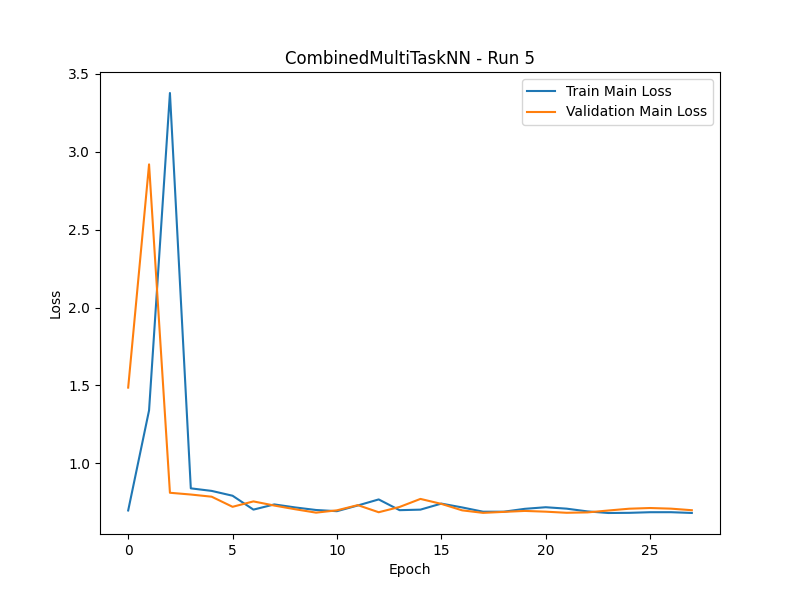 CombinedMultiTaskNN - Run 5
Train Main Loss
Validation Main Loss
3.5
3.0
2.5
2.0
1.5
1.0
Loss
0 5 10 15 20 25
Epoch